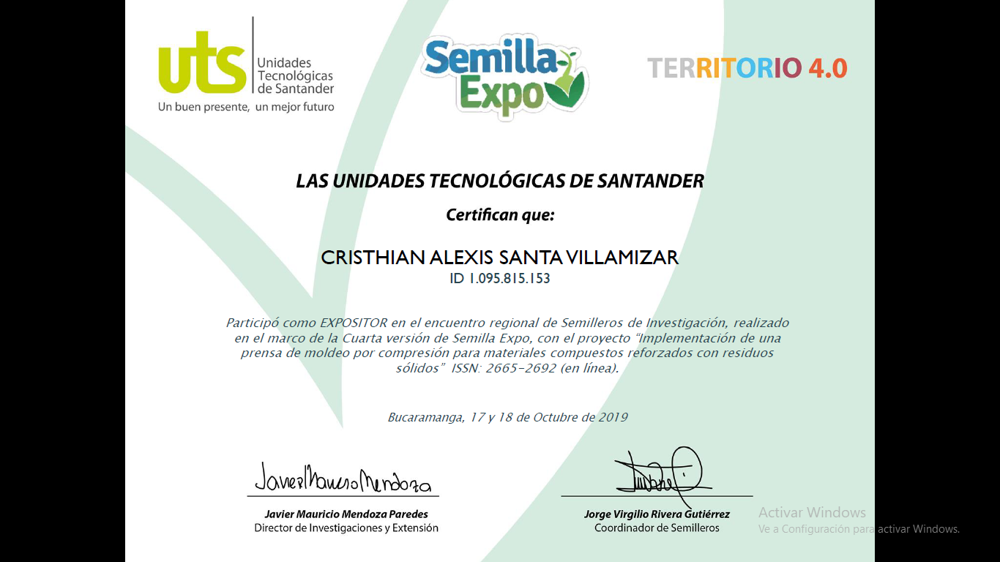 uts
Unidades
Tecnológicas
de Santander
Un buen presente, un mejor futuro
Semilla
Expo
TERRITORIO 4.0
LAS UNIDADES TECNOLÓGICAS DE SANTANDER
Certifican que:
CRISTHIAN ALEXIS SANTA VILLAMIZAR
ID 1.095.815.153
Participó como EXPOSITOR en el encuentro regional de Semilleros de Investigación, realizado
en el marco de la Cuarta versión de Semilla Expo, con el proyecto “Implementación de una
prensa de moldeo por compresión para materiales compuestos reforzados con residuos
sólidos” ISSN: 2665-2692 (en línea).
Bucaramanga, 17 y 18 de Octubre de 2019
Javier Mauricio Mendoza Paredes
Director de Investigaciones y Extensión
Jorge Virgilio Rivera Gutiérrez
Coordinador de Semilleros
Activar Windows
Ve a Configuración para activar Windows.